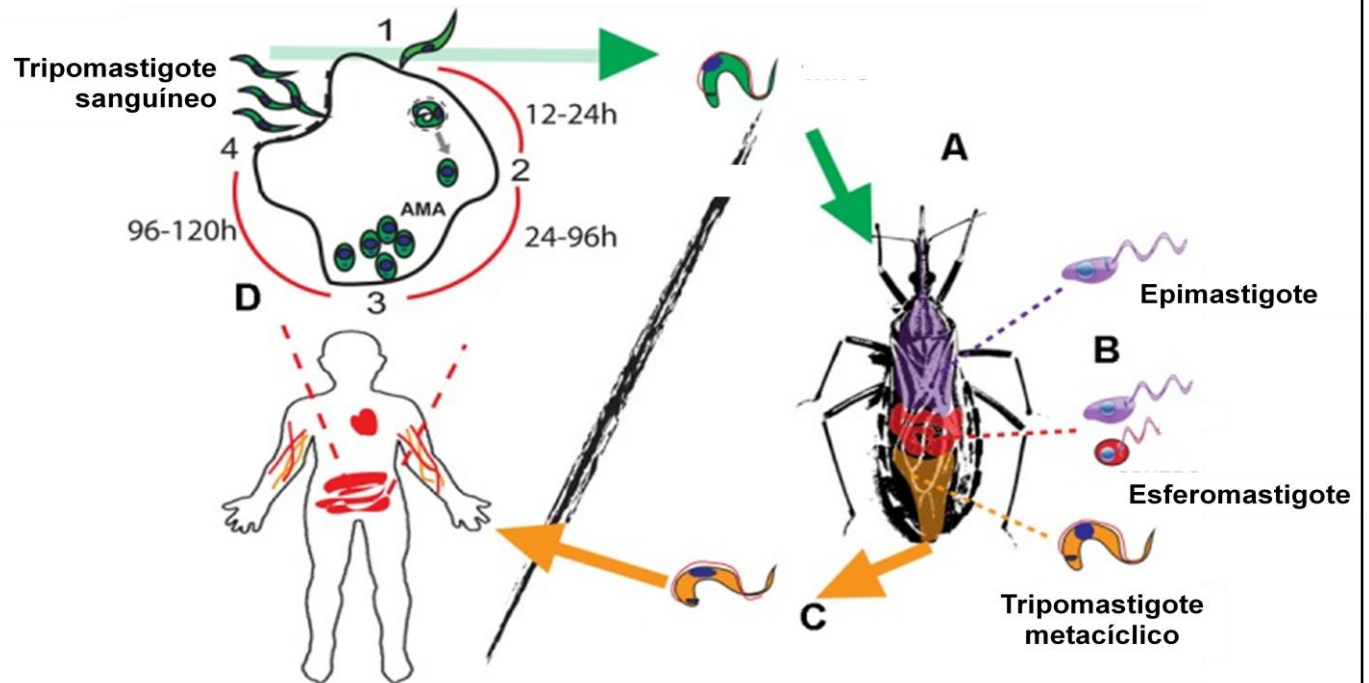 1
Tripomastigote
sanguíneo
12-24h
A
4
2
AMA
96-120h
24-96h
Epimastigote
D
3
B
Esferomastigote
Tripomastigote
metacíclico
C